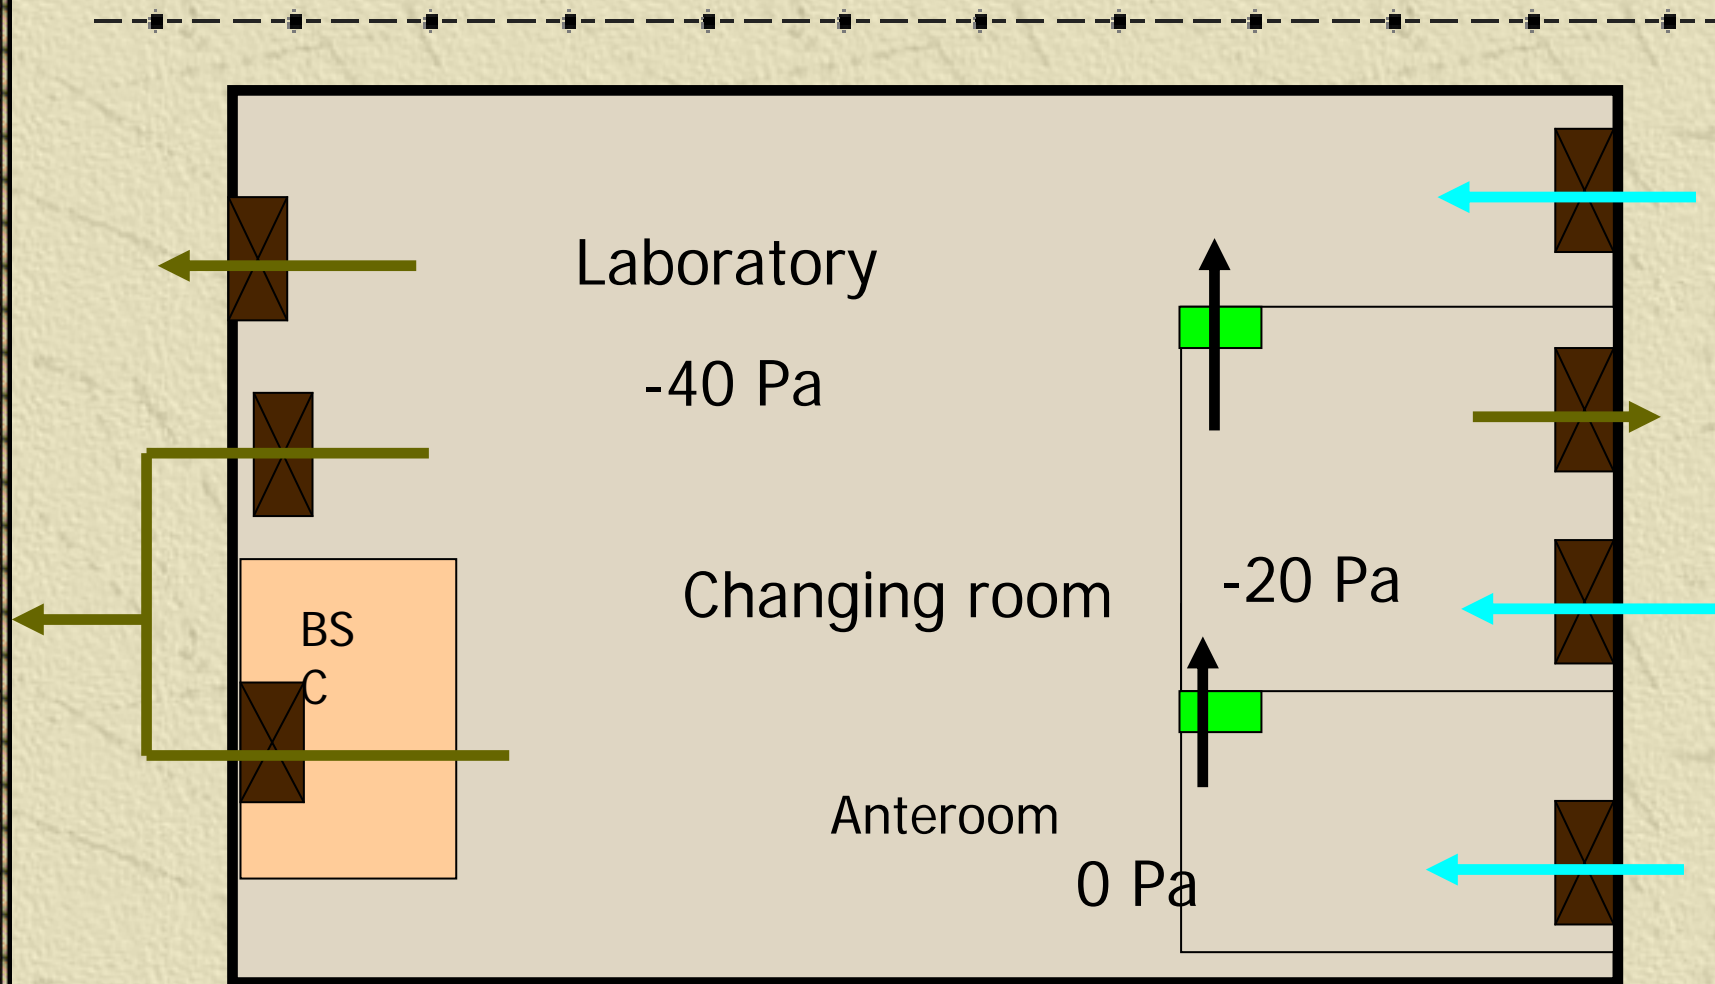 Laboratory
-40 Pa
Changing room
-20 Pa
BS
C
Anteroom
0 Pa